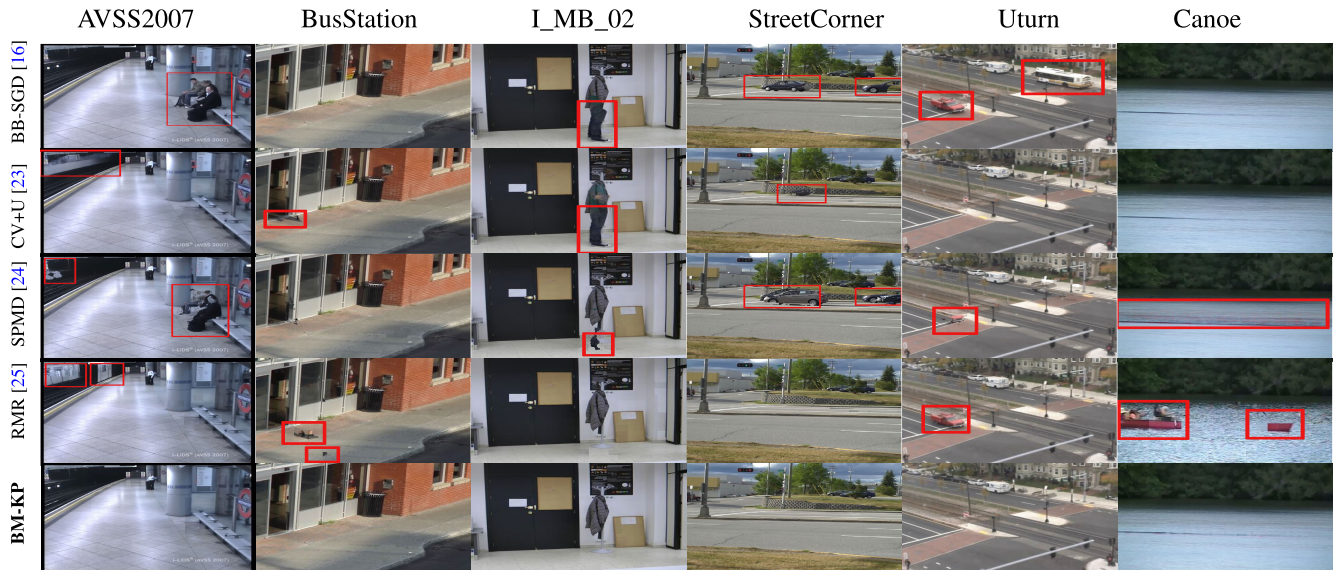 AVSS2007 BusStation I_MB_02 StreetCorner Uturn Canoe
BB-SGD [16]
CV+U [23]
SPMD [24]
RMR [25]
BM-KP